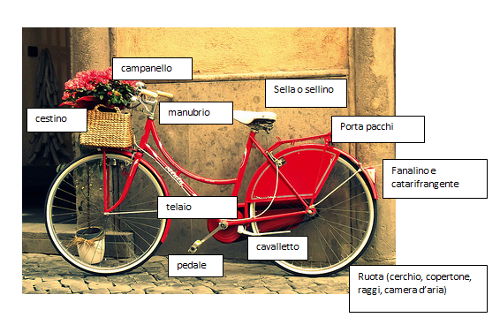 campanello
Sella o sellino
cestino
manubrio
Porta pacchi
Fanalino e
catarifrangente
telaio
cavalletto
pedale
Ruota (cerchio, copertone,
raggi, camera d'aria)